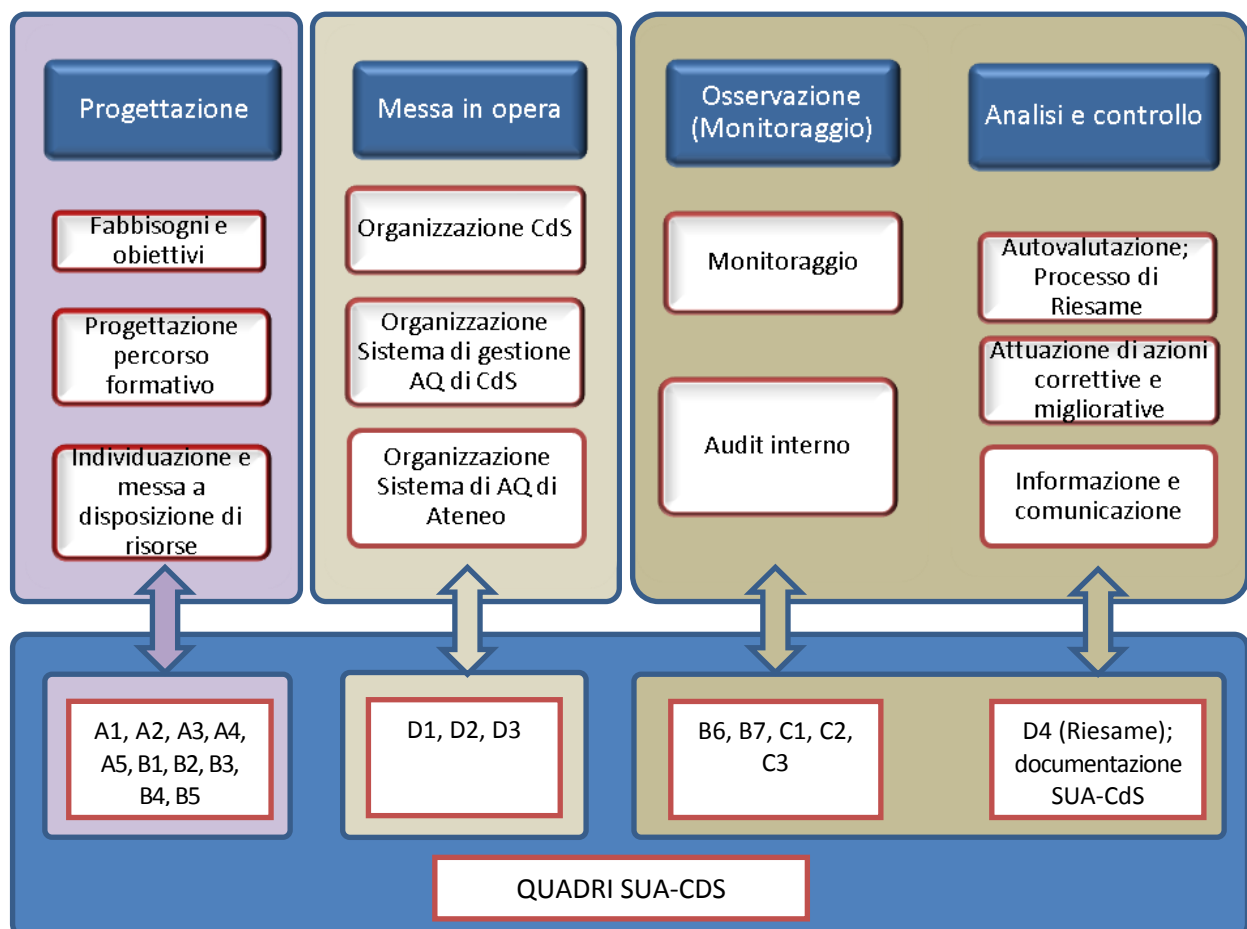 Progettazione
Fabbisogni e
obiettivi
Progettazione
percorso
formativo
Individuazione e
messa a
disposizione di
risorse
Messa in opera
Organizzazione CdS
Organizzazione
Sistema di gestione
AQ di CdS
Organizzazione
Sistema di AQ di
Ateneo
Osservazione
(Monitoraggio)
Monitoraggio
Audit interno
Analisi e controllo
Autovalutazione;
Processo di
Riesame
Attuazione di azioni
correttive e
migliorative
Informazione e
comunicazione
A1, A2, A3, A4,
A5, B1, B2, B3,
B4, B5
D1, D2, D3
B6, B7, C1, C2,
C3
D4 (Riesame);
documentazione
SUA-CdS
QUADRI SUA-CDS